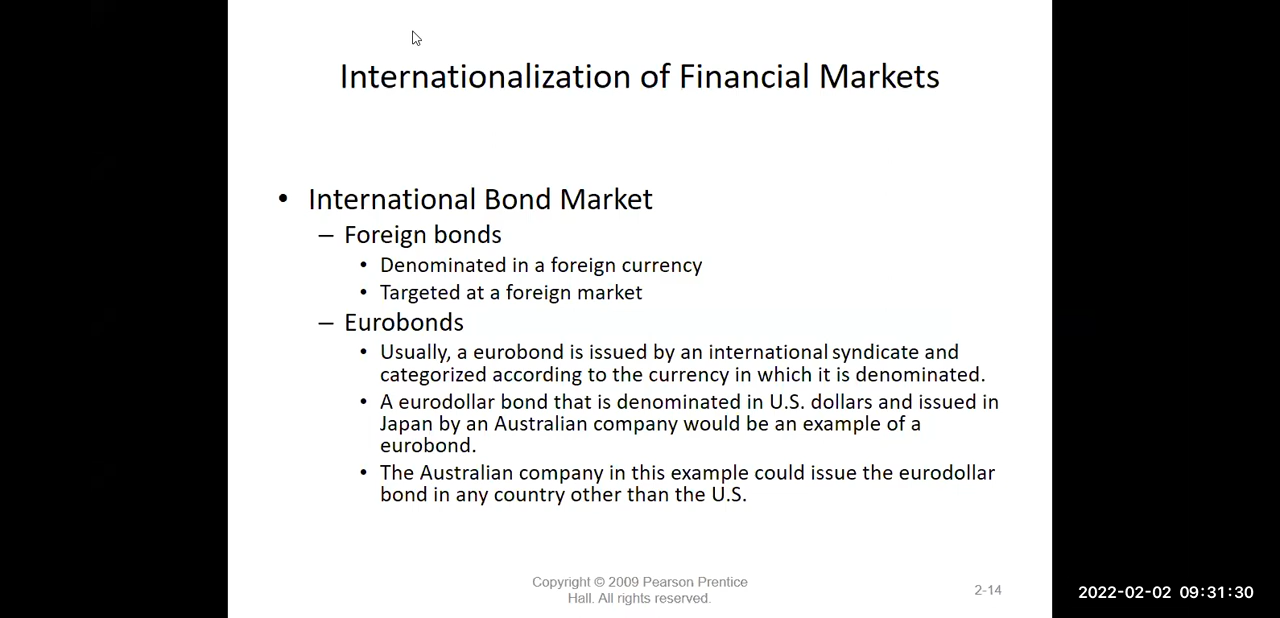 Internationalization of Financial Markets
• International Bond Market
– Foreign bonds
• Denominated in a foreign currency
• Targeted at a foreign market
– Eurobonds
• Usually, a eurobond is issued by an international syndicate and
categorized according to the currency in which it is denominated.
• A eurodollar bond that is denominated in U.S. dollars and issued in
Japan by an Australian company would be an example of a
eurobond.
• The Australian company in this example could issue the eurodollar
bond in any country other than the U.S.
Copyright © 2009 Pearson Prentice
Hall. All rights reserved.
2-14
2022-02-02 09:31:30